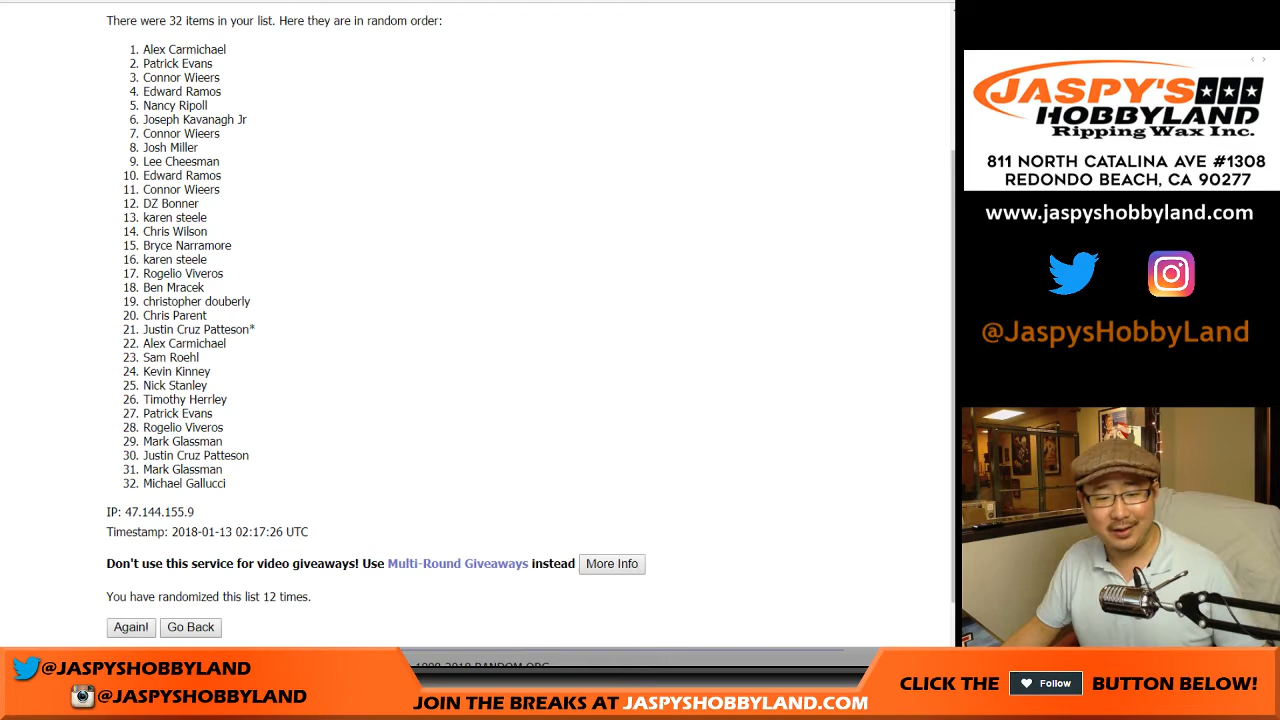 There were 32 items in your list. Here they are in random order:
1. Alex Carmichael
2. Patrick Evans
3. Connor Wieers
4. Edward Ramos
5. Nancy Ripoll
6. Joseph Kavanagh Jr
7. Connor Wieers
8. Josh Miller
9. Lee Cheesman
10. Edward Ramos
11. Connor Wieers
12. DZ Bonner
13. karen steele
14. Chris Wilson
15. Bryce Narramore
16. karen steele
17. Rogelio Viveros
18. Ben Mracek
19. christopher douberly
20. Chris Parent
21. Justin Cruz Patteson*
22. Alex Carmichael
23. Sam Roehl
24. Kevin Kinney
25. Nick Stanley
26. Timothy Herrley
27. Patrick Evans
28. Rogelio Viveros
29. Mark Glassman
30. Justin Cruz Patteson
31. Mark Glassman
32. Michael Gallucci
IP: 47.144.155.9
Timestamp: 2018-01-13 02:17:26 UTC
Don't use this service for video giveaways! Use Multi-Round Giveaways instead More Info
You have randomized this list 12 times.
Again! Go Back
JASPY'S
HOBBYLAND
Ripping Wax Inc.
811 NORTH CATALINA AVE #1308
REDONDO BEACH, CA 90277
www.jaspyshobbyland.com
@JaspysHobbyLand
@JASPYSHOBBYLAND
@JASPYSHOBBYLAND
JOIN THE BREAKS AT JASPYSHOBBYLAND.COM
CLICK THE Follow BUTTON BELOW!